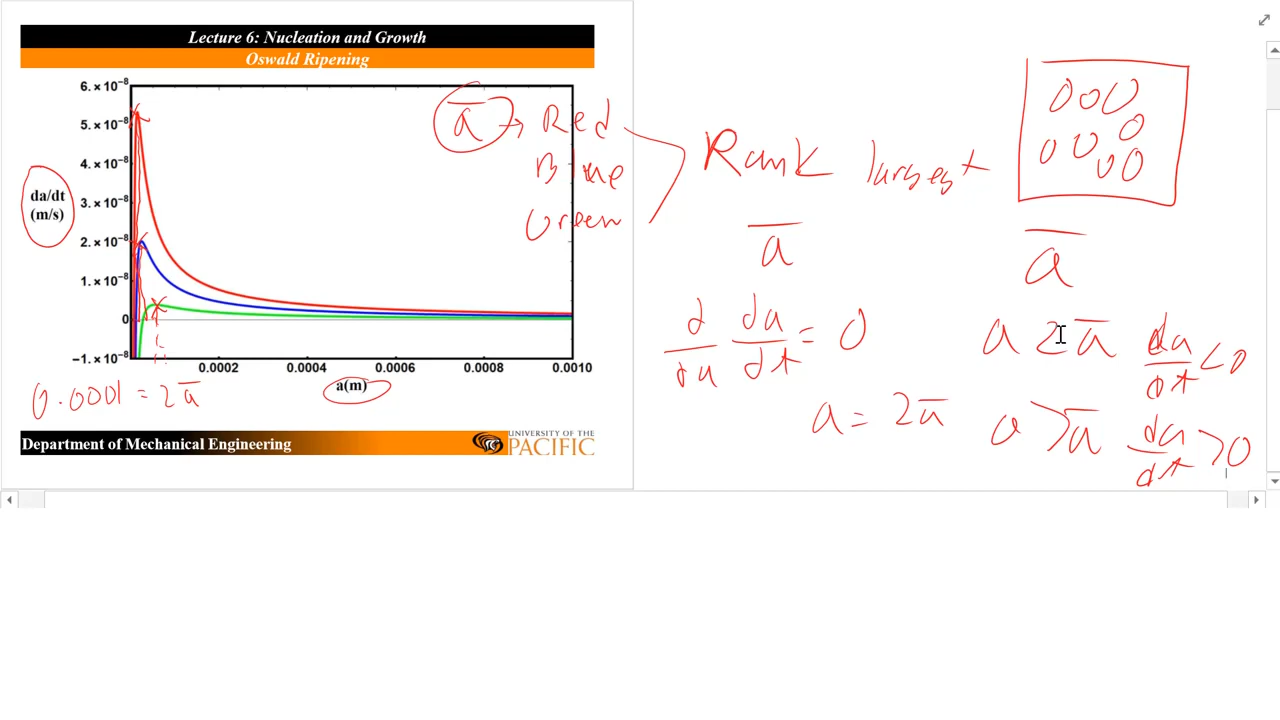 Lecture 6: Nucleation and Growth
Oswald Ripening
6. × 10⁻⁸
5. × 10⁻⁸
4. × 10⁻⁸
3. × 10⁻⁸
2. × 10⁻⁸
1. × 10⁻⁸
0
−1. × 10⁻⁸
da/dt
(m/s)
0.0002
0.0004
0.0006
0.0008
0.0010
a(m)
0.0001 = 2a̅
a̅ → Red
Blue
Green
Rank largest
a̅
a̅
∂/∂a da/dt = 0
a = 2a̅
a < a̅ da/dt < 0
a > a̅ da/dt > 0
Department of Mechanical Engineering
UNIVERSITY OF THE
PACIFIC